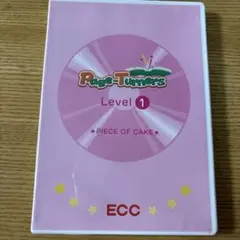 Page-Turners
Level 1
★PIECE OF CAKE★
ECC